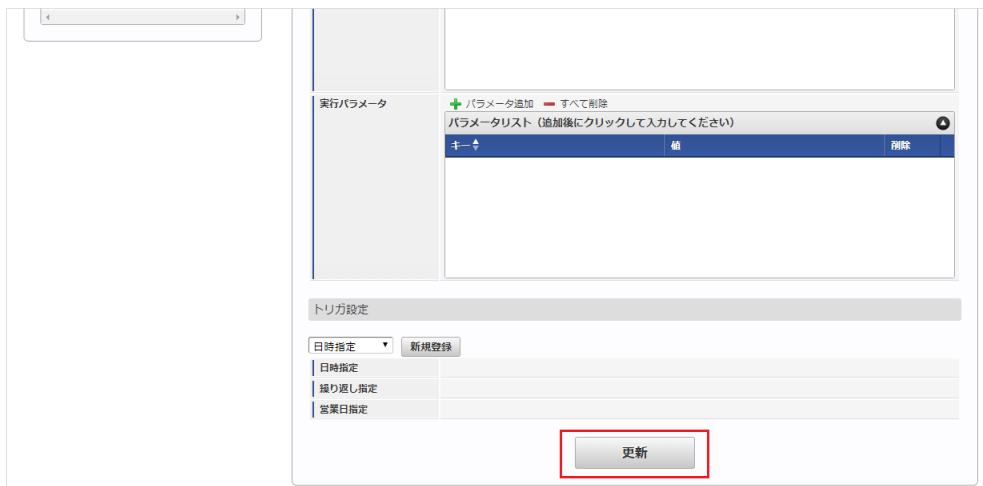 実行パラメータ
パラメータ追加 すべて削除
パラメータリスト（追加後にクリックして入力してください）
キー 値 削除
トリガ設定
日時指定 新規登録
日時指定
繰り返し指定
営業日指定
更新